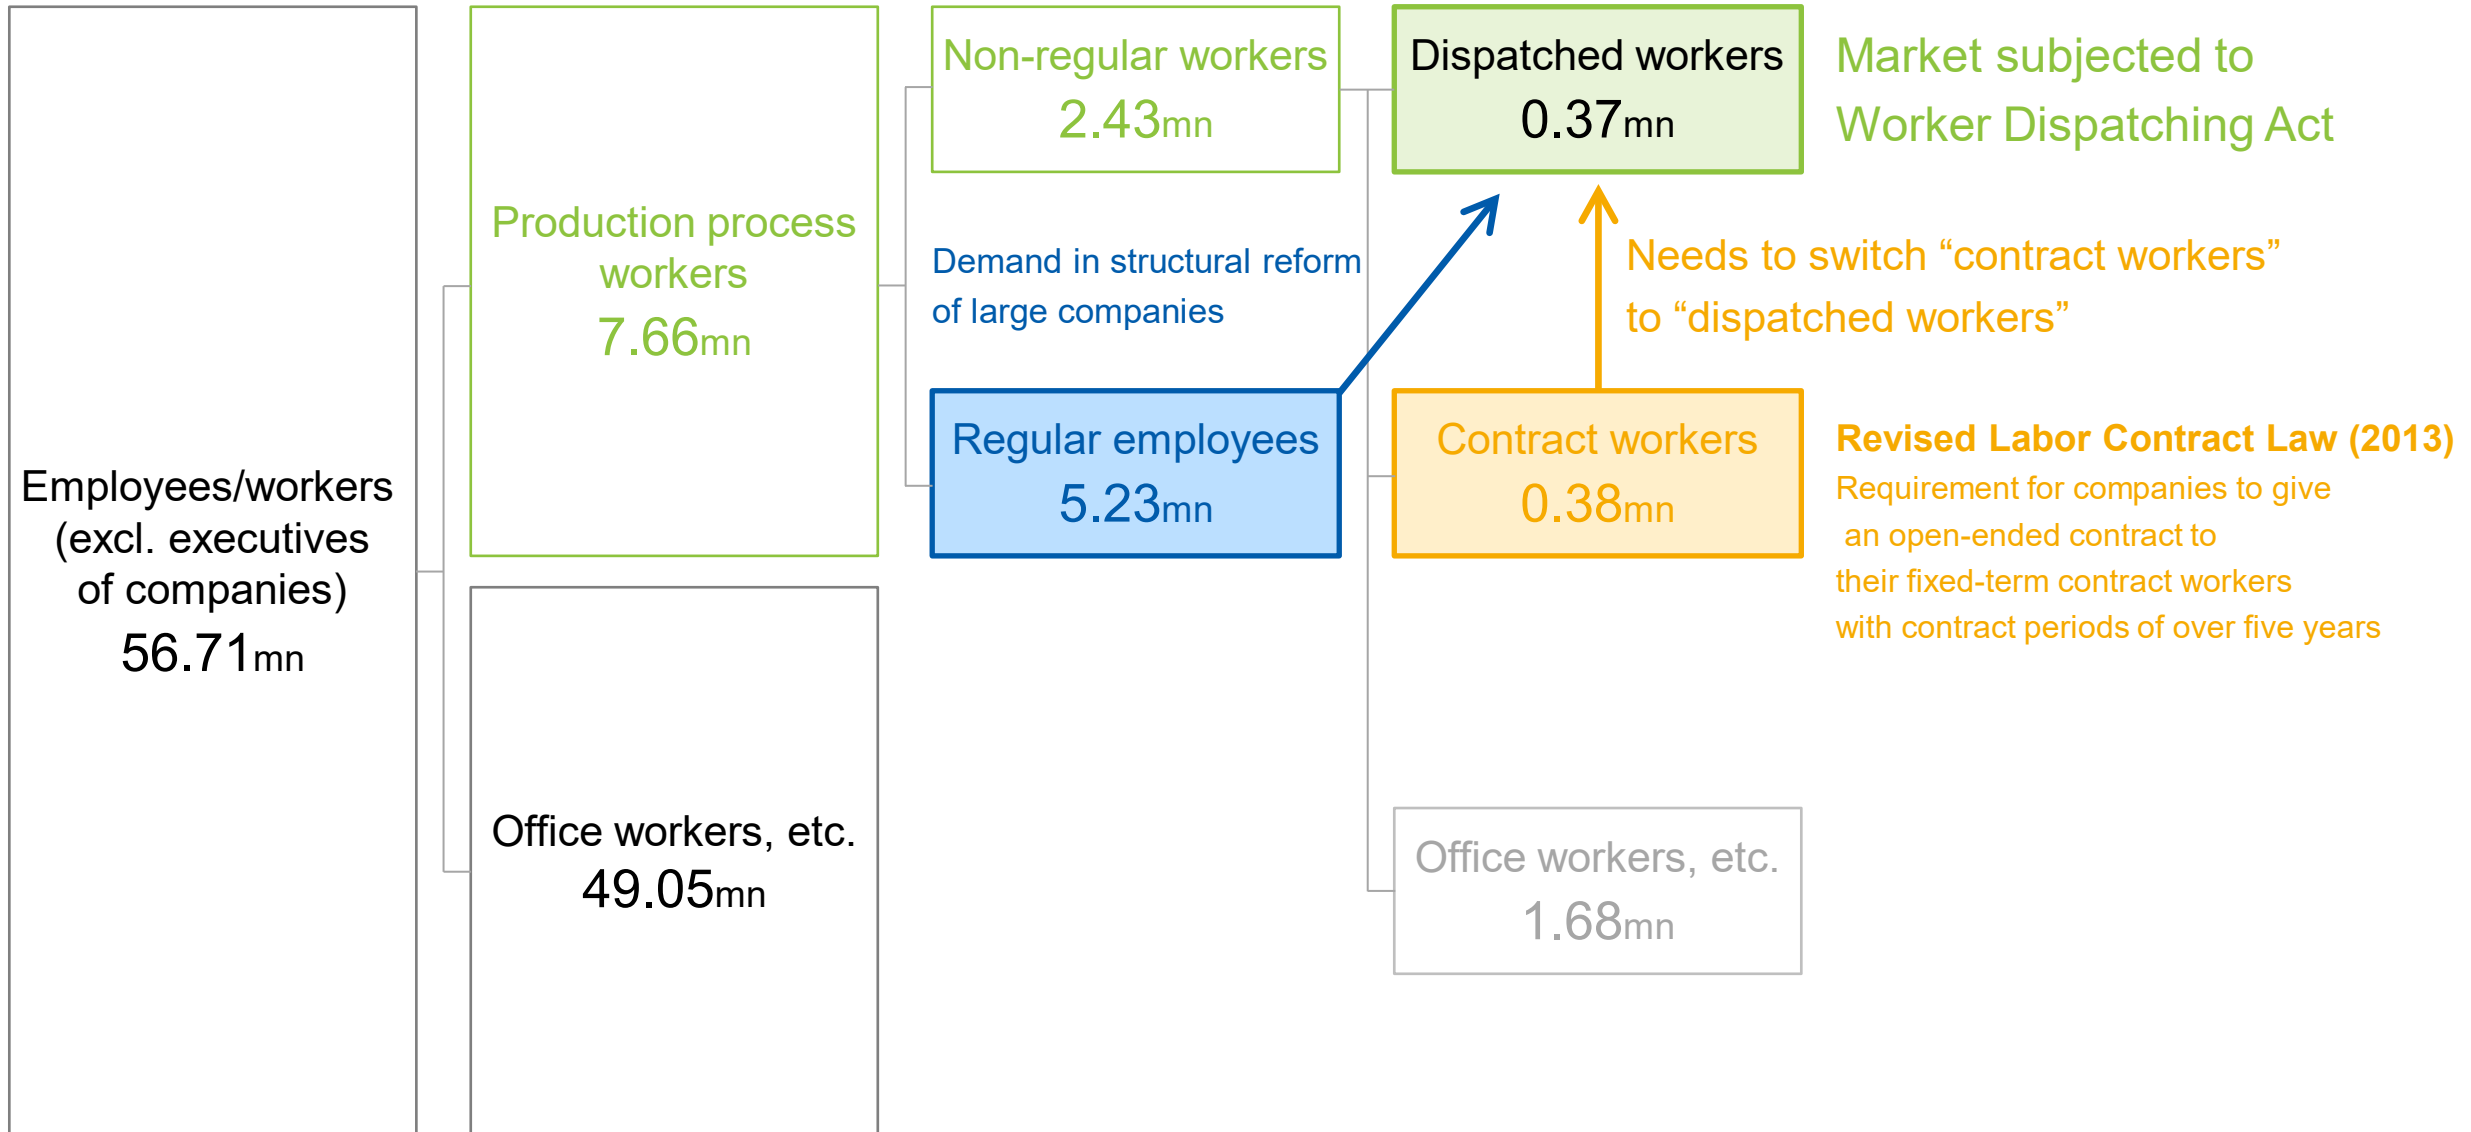 Employees/workers
(excl. executives
of companies)
56.71mn
Production process
workers
7.66mn
Office workers, etc.
49.05mn
Non-regular workers
2.43mn
Demand in structural reform
of large companies
Regular employees
5.23mn
Dispatched workers
0.37mn
Market subjected to
Worker Dispatching Act
Needs to switch “contract workers”
to “dispatched workers”
Contract workers
0.38mn
Revised Labor Contract Law (2013)
Requirement for companies to give
an open-ended contract to
their fixed-term contract workers
with contract periods of over five years
Office workers, etc.
1.68mn